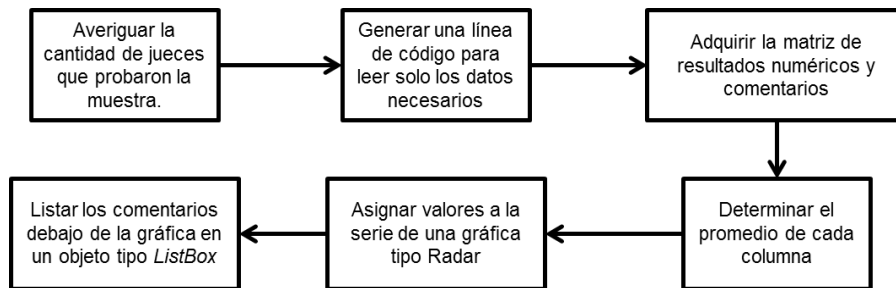 Averiguar la
cantidad de jueces
que probaron la
muestra.
Generar una línea
de código para
leer solo los datos
necesarios
Adquirir la matriz de
resultados numéricos y
comentarios
Determinar el
promedio de cada
columna
Asignar valores a la
serie de una gráfica
tipo Radar
Listar los comentarios
debajo de la gráfica en
un objeto tipo ListBox